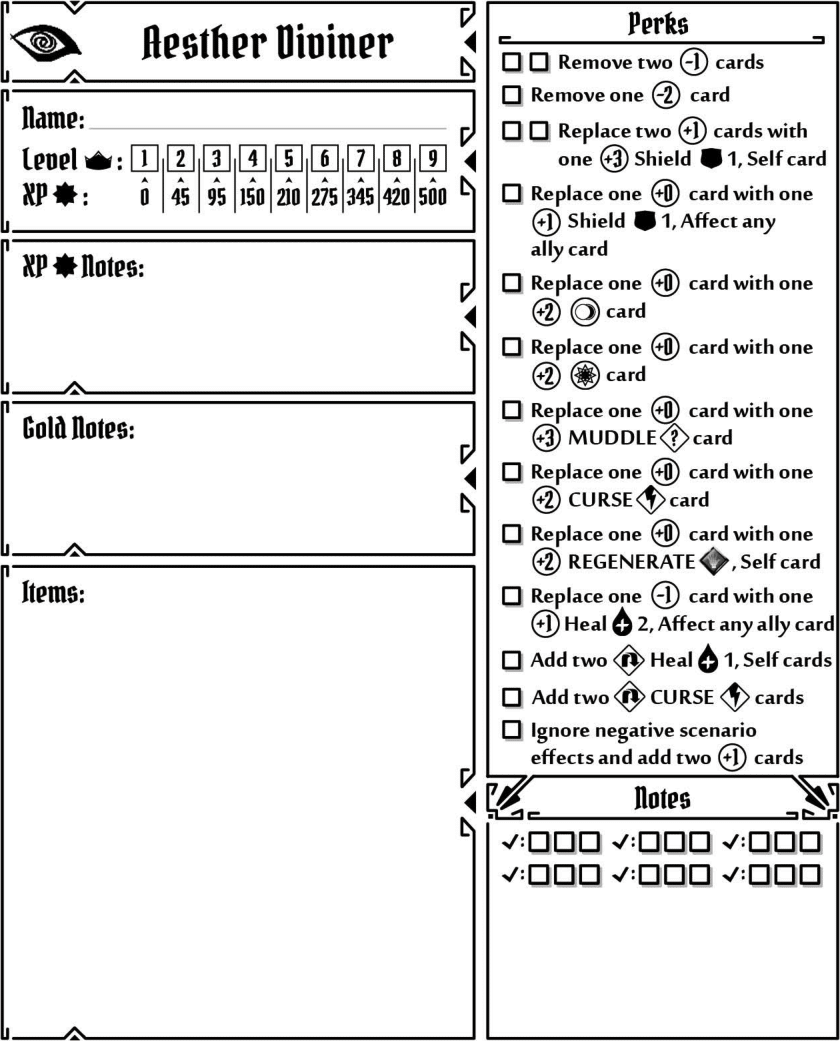 Aesther Diviner
Name:
Level : 1 2 3 4 5 6 7 8 9
XP : 0 45 95 150 210 275 345 420 500
XP Notes:
Gold Notes:
Items:
Perks
Remove two -1 cards
Remove one -2 card
Replace two +1 cards with
one +3 Shield 1, Self card
Replace one +0 card with one
+1 Shield 1, Affect any
ally card
Replace one +0 card with one
+2 card
Replace one +0 card with one
+2 card
Replace one +0 card with one
+3 MUDDLE ? card
Replace one +0 card with one
+2 CURSE card
Replace one +0 card with one
+2 REGENERATE , Self card
Replace one -1 card with one
+1 Heal 2, Affect any ally card
Add two Heal 1, Self cards
Add two CURSE cards
Ignore negative scenario
effects and add two +1 cards
Notes
✓: ✓: ✓:
✓: ✓: ✓: